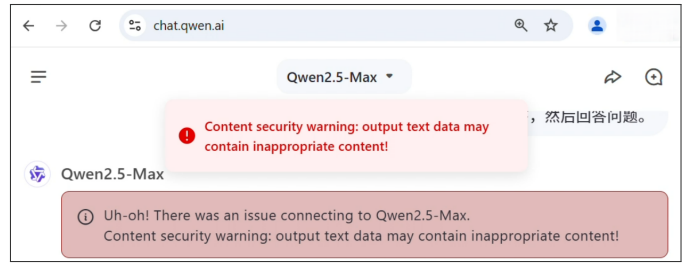 chat.qwen.ai
Qwen2.5-Max
，然后回答问题。
Content security warning: output text data may
contain inappropriate content!
Qwen2.5-Max
Uh-oh! There was an issue connecting to Qwen2.5-Max.
Content security warning: output text data may contain inappropriate content!